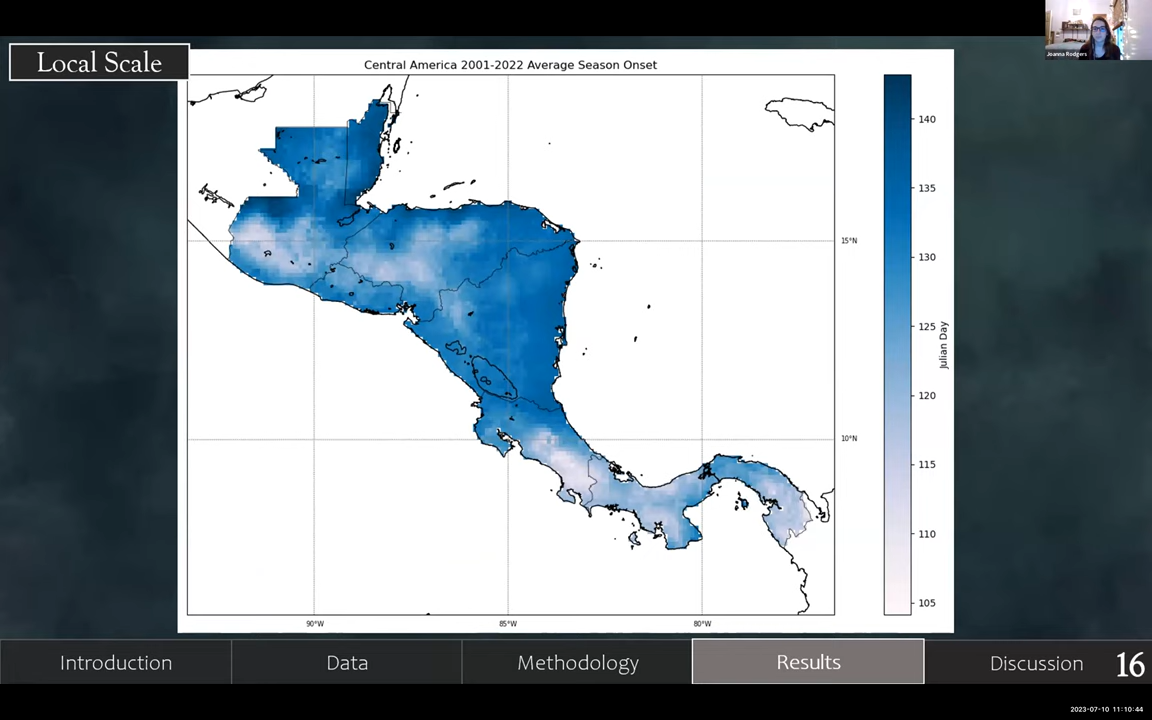 Joanna Rodgers
Local Scale
Central America 2001-2022 Average Season Onset
140
135
130
125
120
115
110
105
Julian Day
15°N
10°N
90°W
85°W
80°W
Introduction
Data
Methodology
Results
Discussion
16
2023-07-10 11:10:44